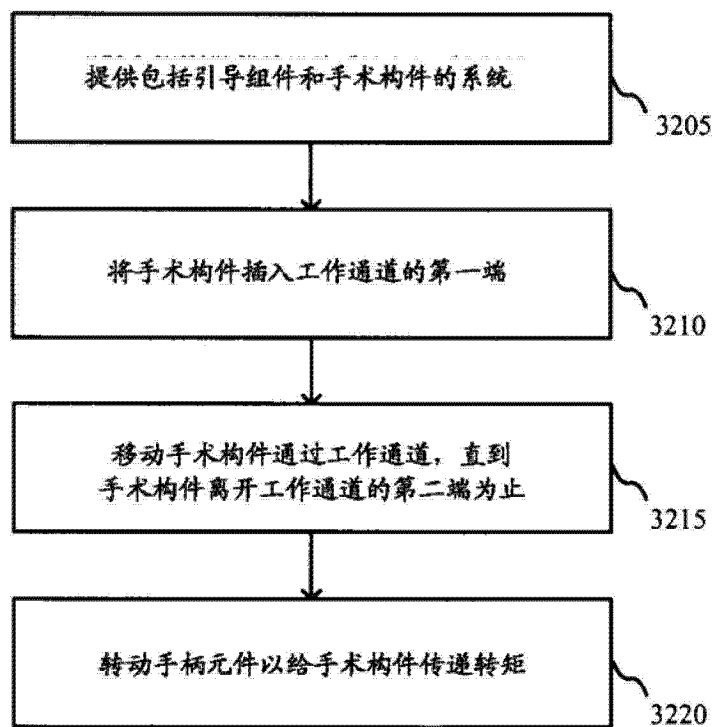 提供包括引导组件和手术构件的系统
3205
将手术构件插入工作通道的第一端
3210
移动手术构件通过工作通道，直到
手术构件离开工作通道的第二端为止
3215
转动手柄元件以给手术构件传递转矩
3220